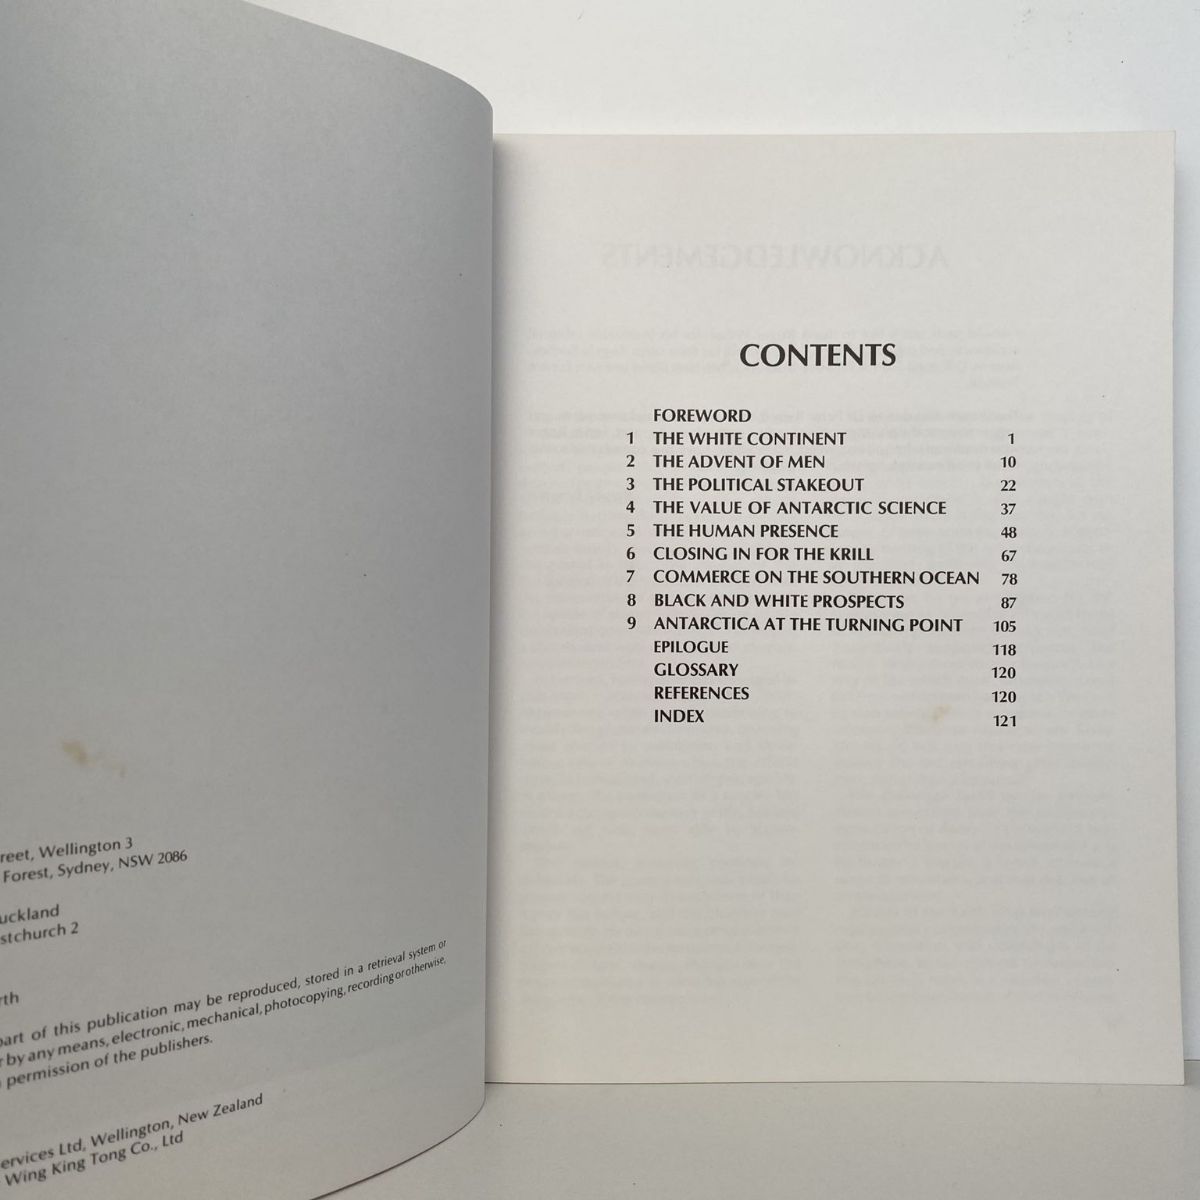 reet, Wellington 3
Forest, Sydney, NSW 2086
uckland
stchurch 2
rth
part of this publication may be reproduced, stored in a retrieval system or
r by any means, electronic, mechanical, photocopying, recording or otherwise,
permission of the publishers.
ervices Ltd, Wellington, New Zealand
Wing King Tong Co., Ltd
ACKNOWLEDGEMENTS
CONTENTS
FOREWORD
1 THE WHITE CONTINENT 1
2 THE ADVENT OF MEN 10
3 THE POLITICAL STAKEOUT 22
4 THE VALUE OF ANTARCTIC SCIENCE 37
5 THE HUMAN PRESENCE 48
6 CLOSING IN FOR THE KRILL 67
7 COMMERCE ON THE SOUTHERN OCEAN 78
8 BLACK AND WHITE PROSPECTS 87
9 ANTARCTICA AT THE TURNING POINT 105
EPILOGUE 118
GLOSSARY 120
REFERENCES 120
INDEX 121